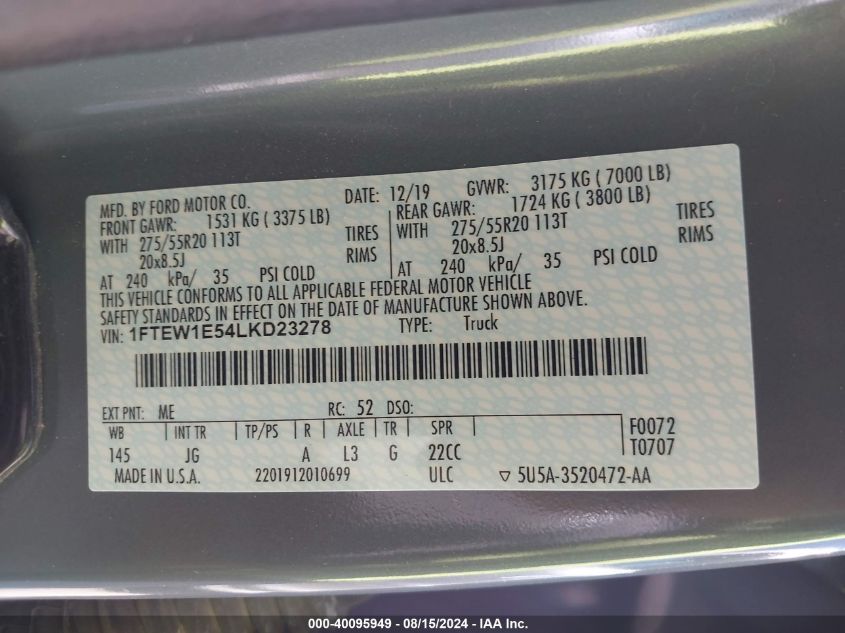 MFD. BY FORD MOTOR CO. DATE: 12/19 GVWR: 3175 KG ( 7000 LB)
FRONT GAWR: 1531 KG ( 3375 LB) REAR GAWR: 1724 KG ( 3800 LB)
WITH 275/55R20 113T TIRES WITH 275/55R20 113T TIRES
20x8.5J RIMS 20x8.5J RIMS
AT 240 kPa/ 35 PSI COLD AT 240 kPa/ 35 PSI COLD
THIS VEHICLE CONFORMS TO ALL APPLICABLE FEDERAL MOTOR VEHICLE
SAFETY STANDARDS IN EFFECT ON THE DATE OF MANUFACTURE SHOWN ABOVE.
VIN: 1FTEW1E54LKD23278 TYPE: Truck
EXT PNT: ME RC: 52 DSO:
WB INT TR TP/PS R AXLE TR SPR F0072
145 JG A L3 G 22CC T0707
MADE IN U.S.A. 2201912010699 ULC ▽ 5U5A-3520472-AA
000-40095949 - 08/15/2024 - IAA Inc.